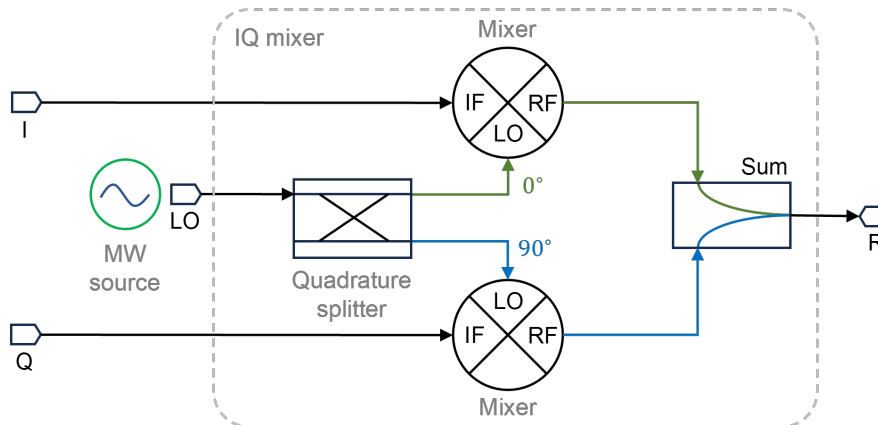 IQ mixer
Mixer
I
IF
RF
LO
0°
LO
MW
source
Quadrature
splitter
90°
Sum
R
Q
LO
IF
RF
Mixer